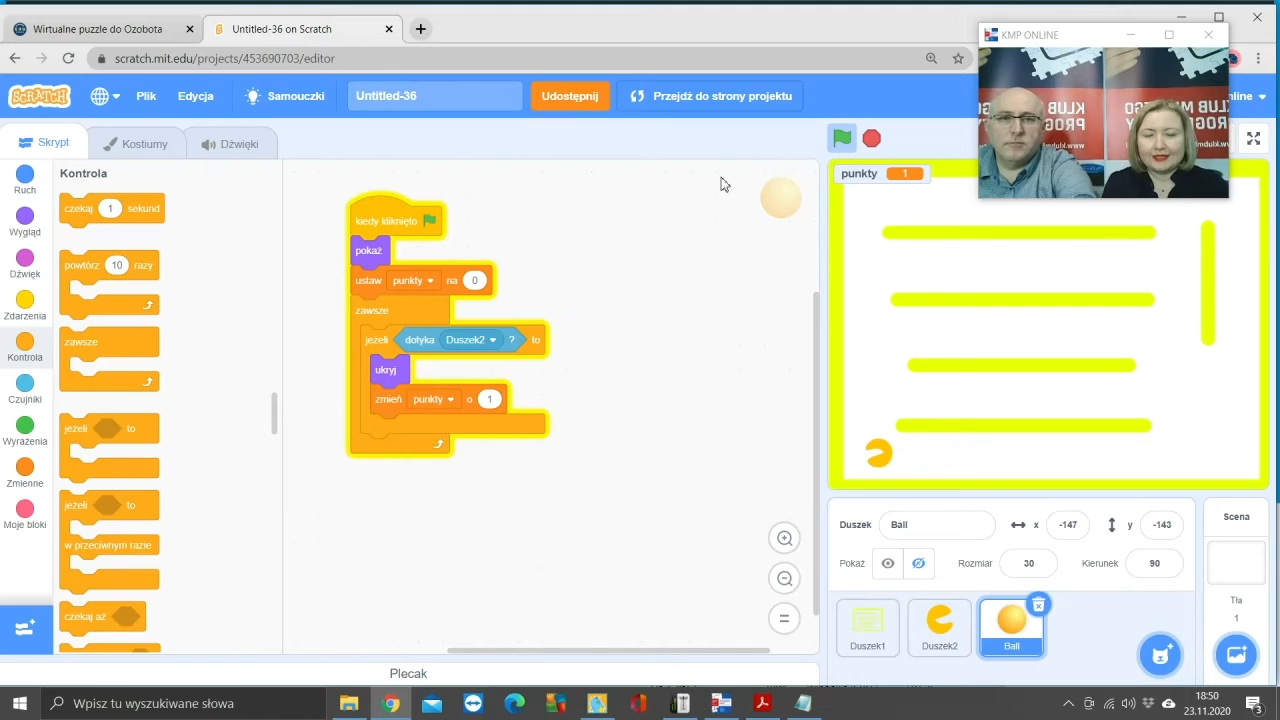 Wirtualne puzzle do Ozobota
Untitled-36 on Scratch
KMP ONLINE
scratch.mit.edu/projects/453690703/editor
SCRATCH
Plik
Edycja
Samouczki
Untitled-36
Udostępnij
Przejdź do strony projektu
nline
Skrypt
Kostiumy
Dźwięki
Ruch
Wygląd
Dźwięk
Zdarzenia
Kontrola
Czujniki
Wyrażenia
Zmienne
Moje bloki
Kontrola
czekaj 1 sekund
powtórz 10 razy
zawsze
jeżeli to
jeżeli to
w przeciwnym razie
czekaj aż
kiedy kliknięto
pokaż
ustaw punkty na 0
zawsze
jeżeli dotyka Duszek2 ? to
ukryj
zmień punkty o 1
punkty 1
Duszek Ball x -147 y -143
Pokaż Rozmiar 30 Kierunek 90
Duszek1
Duszek2
Ball
Scena
Tła
1
Plecak
Wpisz tu wyszukiwane słowa
18:50
23.11.2020
3